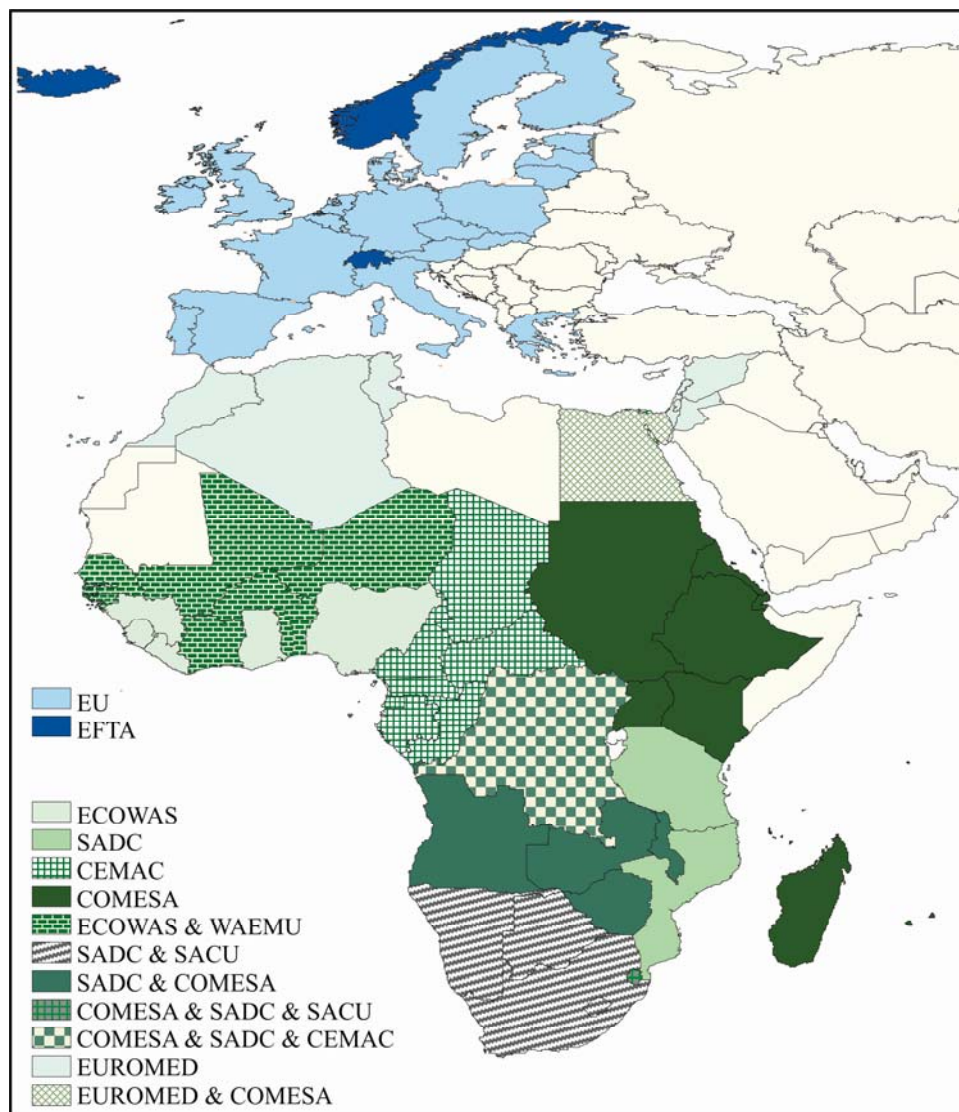 EU
EFTA
ECOWAS
SADC
CEMAC
COMESA
ECOWAS & WAEMU
SADC & SACU
SADC & COMESA
COMESA & SADC & SACU
COMESA & SADC & CEMAC
EUROMED
EUROMED & COMESA